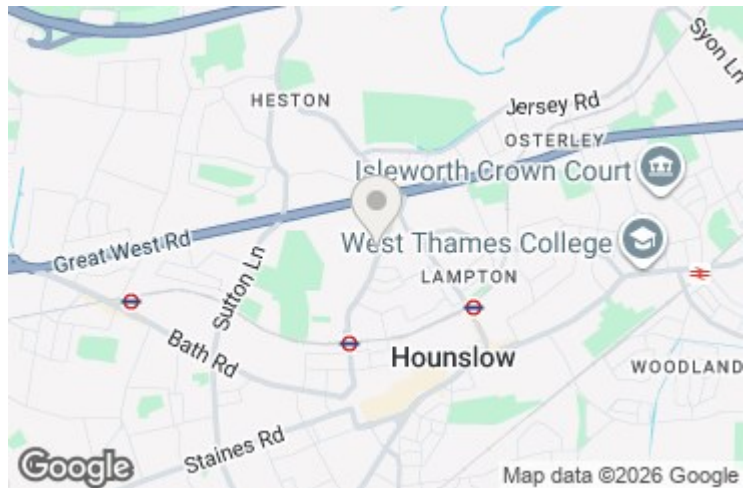 Syon Ln
HESTON
Jersey Rd
OSTERLEY
Isleworth Crown Court
Great West Rd
West Thames College
LAMPTON
Sutton Ln
Bath Rd
Hounslow
WOODLAND
Staines Rd
Google
Map data ©2026 Google